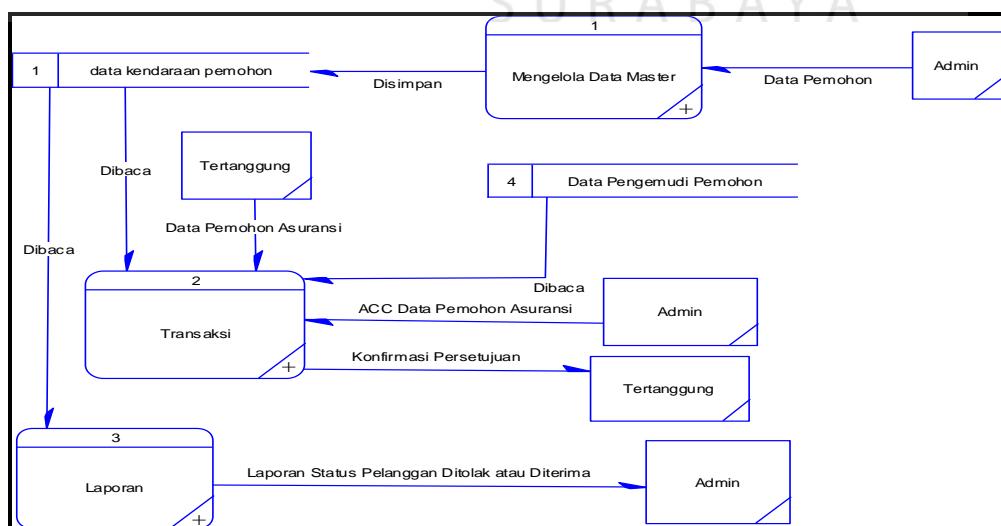 SURABAYA
1
Mengelola Data Master
+
Data Pemohon
Admin
1
data kendaraan pemohon
Disimpan
Dibaca
Tertanggung
4
Data Pengemudi Pemohon
Data Pemohon Asuransi
Dibaca
2
Transaksi
+
Dibaca
ACC Data Pemohon Asuransi
Admin
Konfirmasi Persetujuan
Tertanggung
3
Laporan
+
Laporan Status Pelanggan Ditolak atau Diterima
Admin